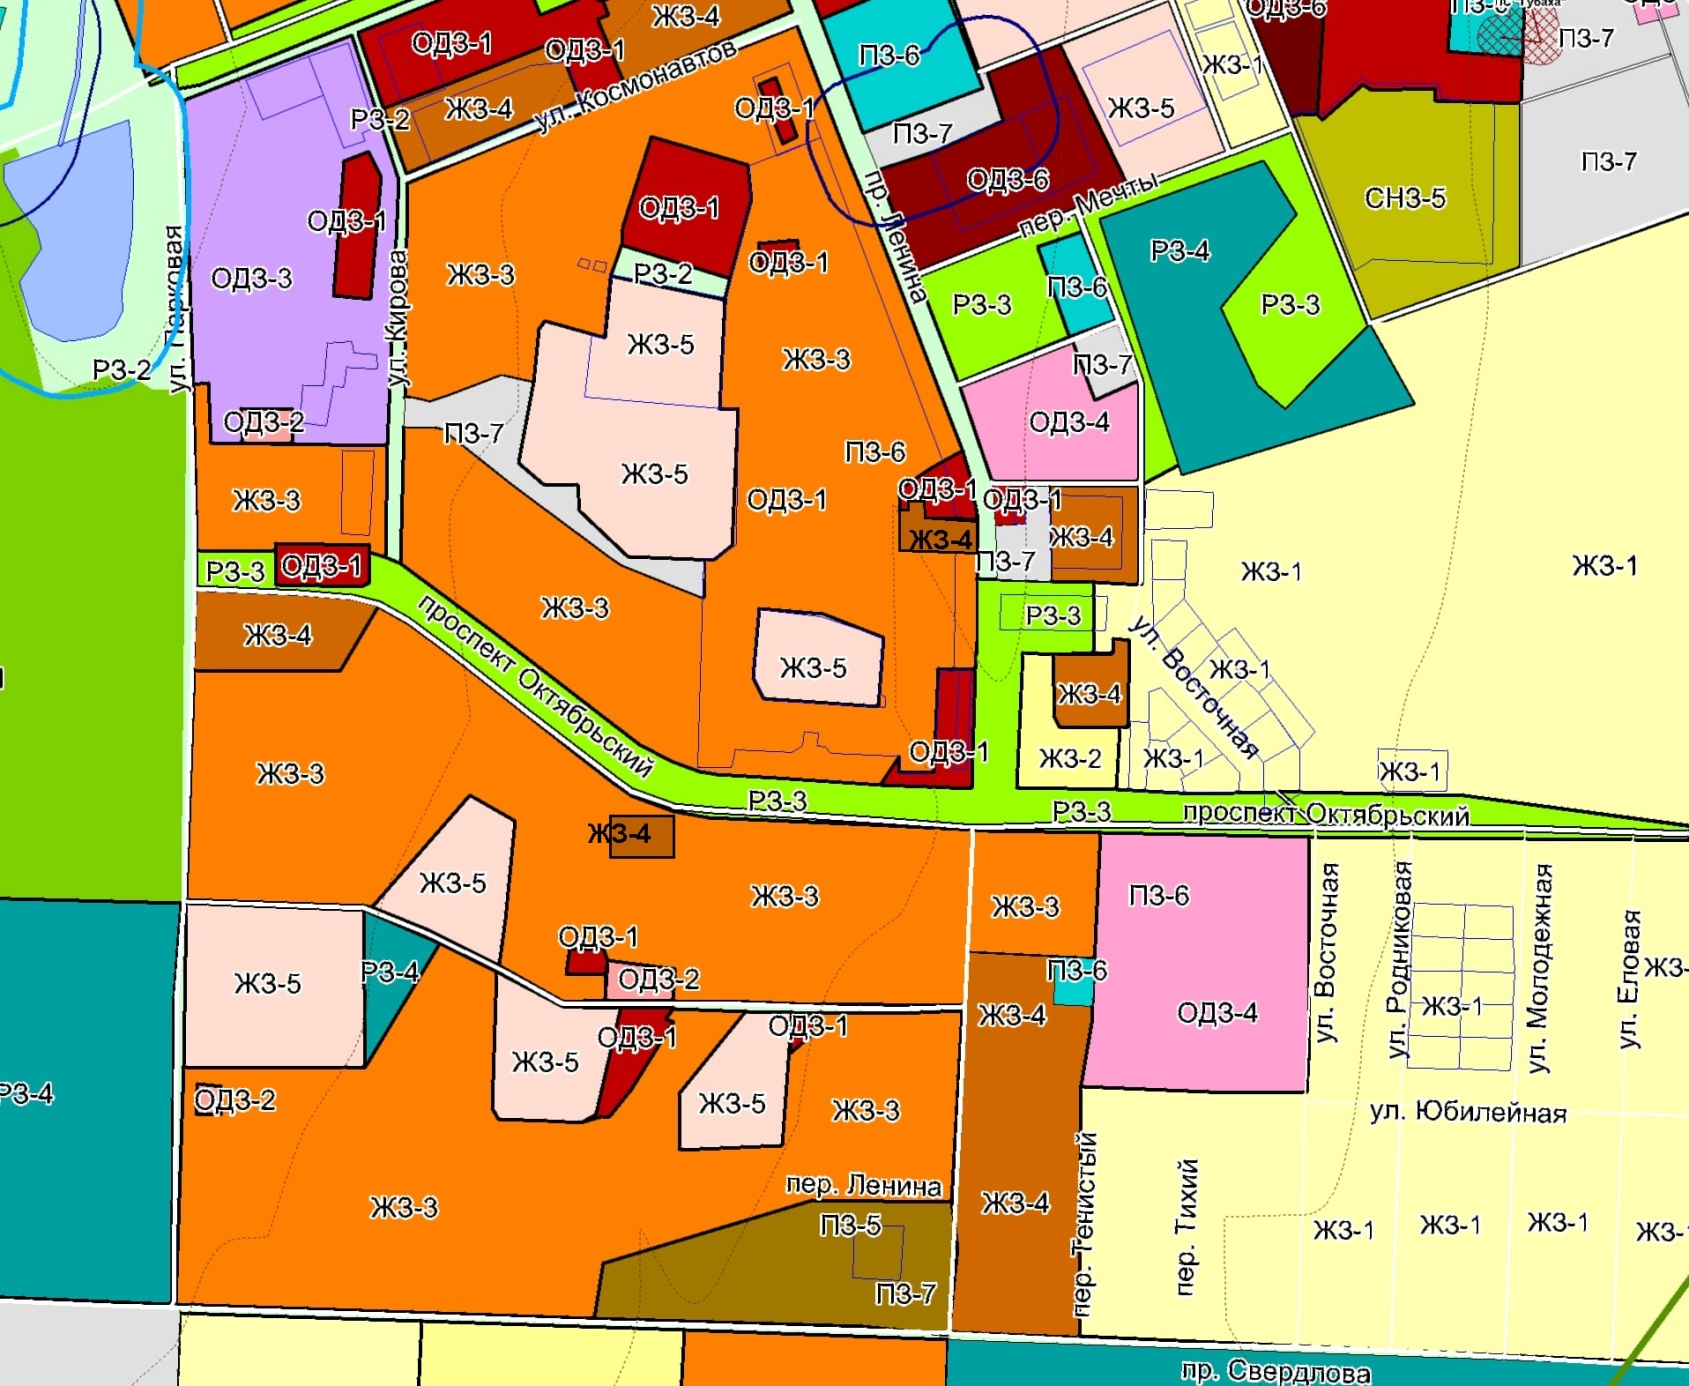 ЖЗ-4
ОДЗ-6
ПС "Губаха"
ОДЗ-1
ОДЗ-1
ПЗ-6
ПЗ-7
ЖЗ-1
РЗ-2
ЖЗ-4
ул. Космонавтов
ОДЗ-1
ПЗ-7
ЖЗ-5
ПЗ-7
ОДЗ-6
пер. Мечты
СНЗ-5
ОДЗ-1
ОДЗ-1
пр. Ленина
ул. Парковая
ОДЗ-3
ул. Кирова
ЖЗ-3
РЗ-2
ОДЗ-1
РЗ-4
ПЗ-6
РЗ-3
РЗ-3
ЖЗ-5
ЖЗ-3
ПЗ-7
РЗ-2
ОДЗ-2
ПЗ-7
ОДЗ-4
ПЗ-6
ЖЗ-5
ЖЗ-3
ОДЗ-1
ОДЗ-1
ОДЗ-1
ЖЗ-4
ЖЗ-4
ПЗ-7
РЗ-3
ОДЗ-1
ЖЗ-1
ЖЗ-1
ЖЗ-3
РЗ-3
ЖЗ-4
проспект Октябрьский
ЖЗ-5
ул. Восточная
ЖЗ-1
ЖЗ-4
ОДЗ-1
ЖЗ-2
ЖЗ-1
ЖЗ-1
ЖЗ-3
РЗ-3
РЗ-3
проспект Октябрьский
ЖЗ-4
ЖЗ-5
ЖЗ-3
ЖЗ-3
ПЗ-6
ул. Восточная
ул. Родниковая
ул. Молодежная
ул. Еловая
ОДЗ-1
РЗ-4
ЖЗ-5
ОДЗ-2
ПЗ-6
ЖЗ-
ЖЗ-4
ОДЗ-4
ЖЗ-1
ОДЗ-1
ОДЗ-1
ЖЗ-5
РЗ-4
ОДЗ-2
ЖЗ-5
ЖЗ-3
ул. Юбилейная
пер. Ленина
ЖЗ-3
ЖЗ-4
пер. Тенистый
пер. Тихий
ПЗ-5
ЖЗ-1
ЖЗ-1
ЖЗ-1
ЖЗ-
ПЗ-7
пр. Свердлова